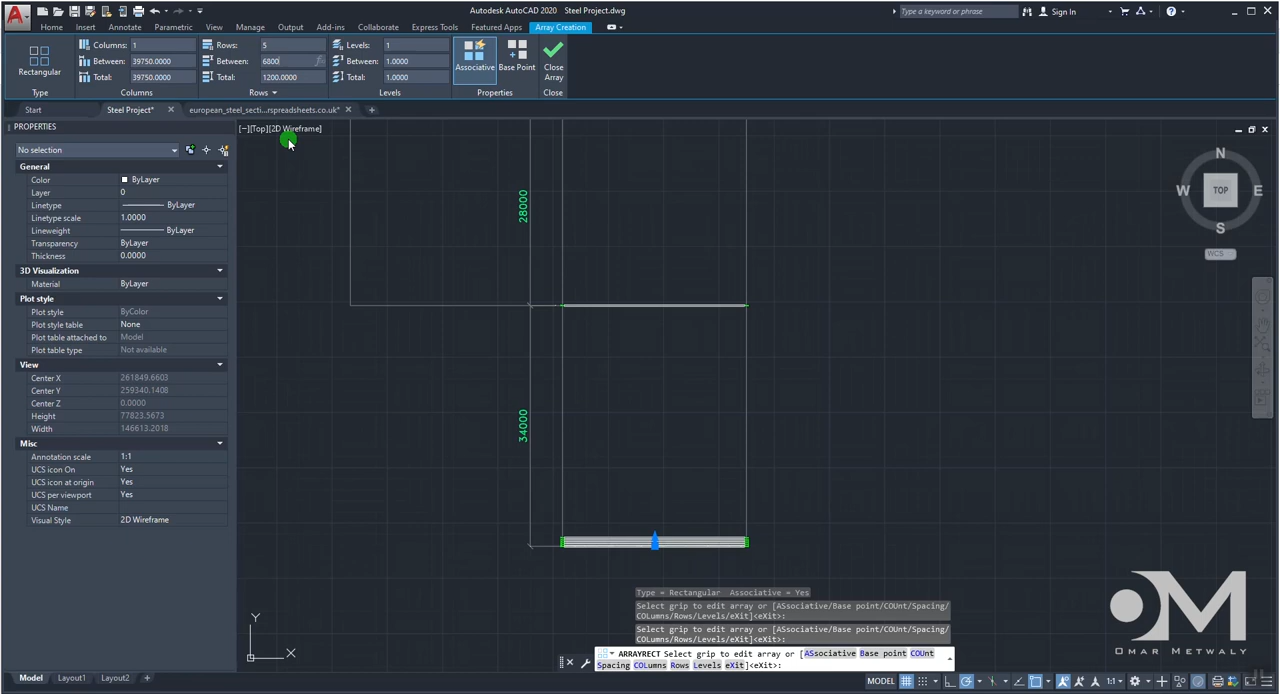 Autodesk AutoCAD 2020 Steel Project.dwg
Type a keyword or phrase
Sign In
Home Insert Annotate Parametric View Manage Output Add-ins Collaborate Express Tools Featured Apps Array Creation
Columns: 1 Rows: 5 Levels: 1
Between: 39750.0000 Between: 6800 Between: 1.0000
Total: 39750.0000 Total: 1200.0000 Total: 1.0000
Rectangular Associative Base Point Close Array
Type Columns Rows Levels Properties Close
Start Steel Project* european_steel_secti...rspreadsheets.co.uk*
PROPERTIES
[−][Top][2D Wireframe]
No selection
General
Color ByLayer
Layer 0
Linetype ByLayer
Linetype scale 1.0000
Lineweight ByLayer
Transparency ByLayer
Thickness 0.0000
3D Visualization
Material ByLayer
Plot style
Plot style ByColor
Plot style table None
Plot table attached to Model
Plot table type Not available
View
Center X 261849.6603
Center Y 259340.1408
Center Z 0.0000
Height 77823.5673
Width 146613.2018
Misc
Annotation scale 1:1
UCS icon On Yes
UCS icon at origin Yes
UCS per viewport Yes
UCS Name
Visual Style 2D Wireframe
28000
34000
N
W TOP E
S
WCS
Y
X
Type = Rectangular Associative = Yes
Select grip to edit array or [ASsociative/Base point/COUnt/Spacing/
COLumns/Rows/Levels/eXit]<eXit>:
Select grip to edit array or [ASsociative/Base point/COUnt/Spacing/
COLumns/Rows/Levels/eXit]<eXit>:
ARRAYRECT Select grip to edit array or [ASsociative Base point COUnt
Spacing COLumns Rows Levels eXit]<eXit>:
OM
OMAR METWALY
Model Layout1 Layout2 +
MODEL 1:1